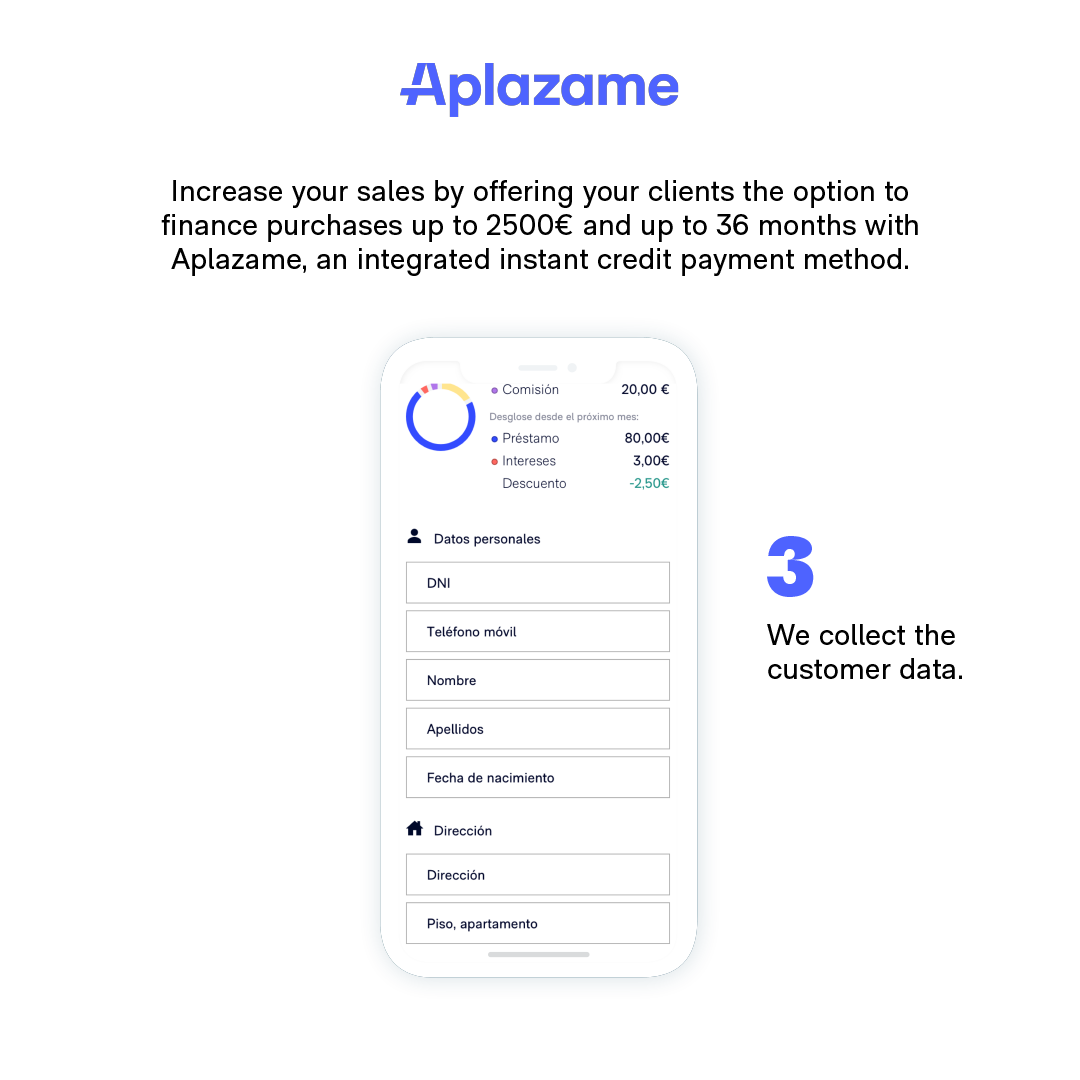 Aplazame
Increase your sales by offering your clients the option to
finance purchases up to 2500€ and up to 36 months with
Aplazame, an integrated instant credit payment method.
Comisión 20,00 €
Desglose desde el próximo mes:
Préstamo 80,00€
Intereses 3,00€
Descuento -2,50€
Datos personales
DNI
Teléfono móvil
Nombre
Apellidos
Fecha de nacimiento
Dirección
Dirección
Piso, apartamento
3
We collect the
customer data.